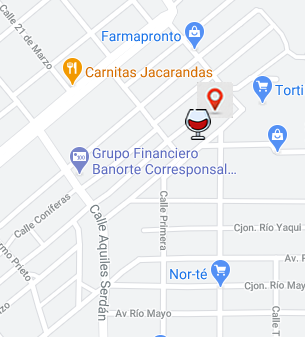 Calle 21 de Marzo
Farmapronto
Carnitas Jacarandas
Torti
Grupo Financiero
Banorte Corresponsal...
Calle Coníferas
Calle Aquiles Serdán
Calle Primera
Cjon. Río Yaqui
rmo Prieto
Av. R
Nor-té
Cjon. Río May
Av Río Mayo
Calle T